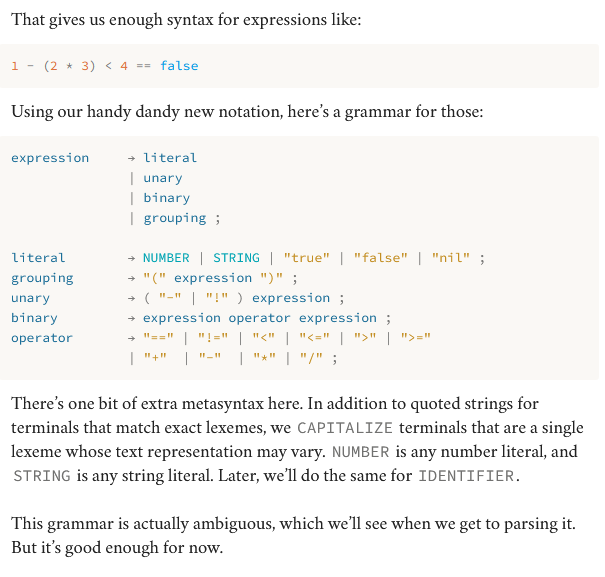 That gives us enough syntax for expressions like:
1 - (2 * 3) < 4 == false
Using our handy dandy new notation, here’s a grammar for those:
expression     → literal
               | unary
               | binary
               | grouping ;
literal        → NUMBER | STRING | "true" | "false" | "nil" ;
grouping       → "(" expression ")" ;
unary          → ( "-" | "!" ) expression ;
binary         → expression operator expression ;
operator       → "==" | "!=" | "<" | "<=" | ">" | ">="
               | "+"  | "-"  | "*" | "/" ;
There’s one bit of extra metasyntax here. In addition to quoted strings for
terminals that match exact lexemes, we CAPITALIZE terminals that are a single
lexeme whose text representation may vary. NUMBER is any number literal, and
STRING is any string literal. Later, we’ll do the same for IDENTIFIER.
This grammar is actually ambiguous, which we’ll see when we get to parsing it.
But it’s good enough for now.